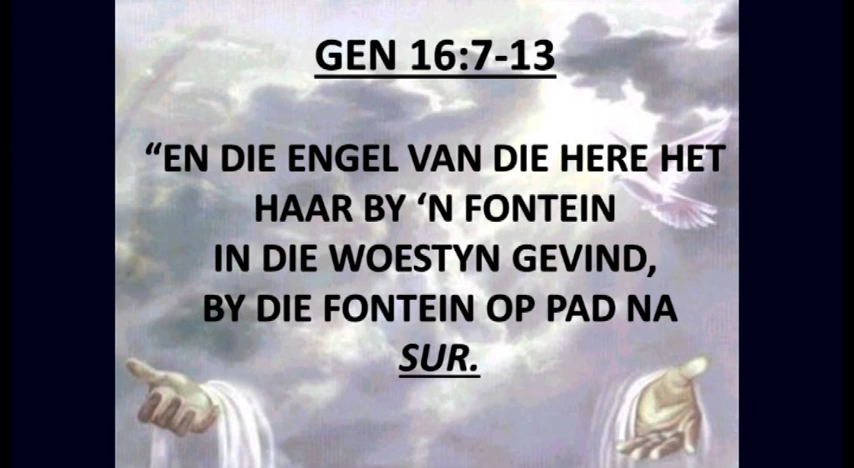 GEN 16:7-13
“EN DIE ENGEL VAN DIE HERE HET
HAAR BY ‘N FONTEIN
IN DIE WOESTYN GEVIND,
BY DIE FONTEIN OP PAD NA
SUR.